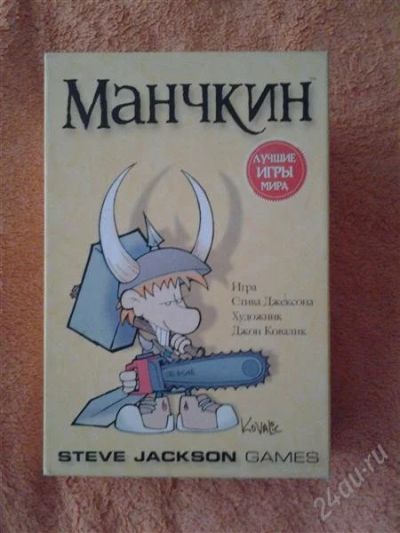 Манчкин
ЛУЧШИЕ
ИГРЫ
МИРА
Игра
Стива Джексона
Художник
Джон Ковалик
KOVALIC
STEVE JACKSON GAMES
24au.ru